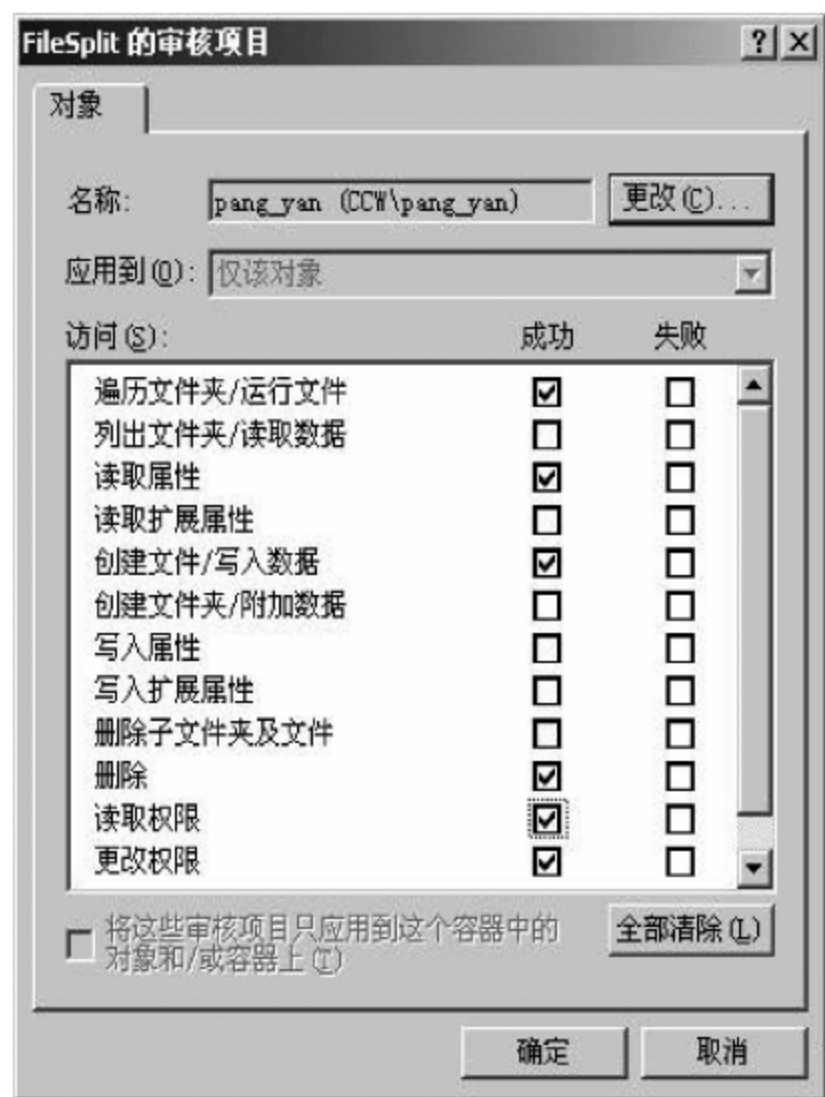 FileSplit 的审核项目
对象
名称: pang_yan (CCW\pang_yan) 更改(C)...
应用到(O): 仅该对象
访问(S): 成功 失败
遍历文件夹/运行文件
列出文件夹/读取数据
读取属性
读取扩展属性
创建文件/写入数据
创建文件夹/附加数据
写入属性
写入扩展属性
删除子文件夹及文件
删除
读取权限
更改权限
将这些审核项目只应用到这个容器中的
对象和/或容器上(T)
全部清除(L)
确定 取消